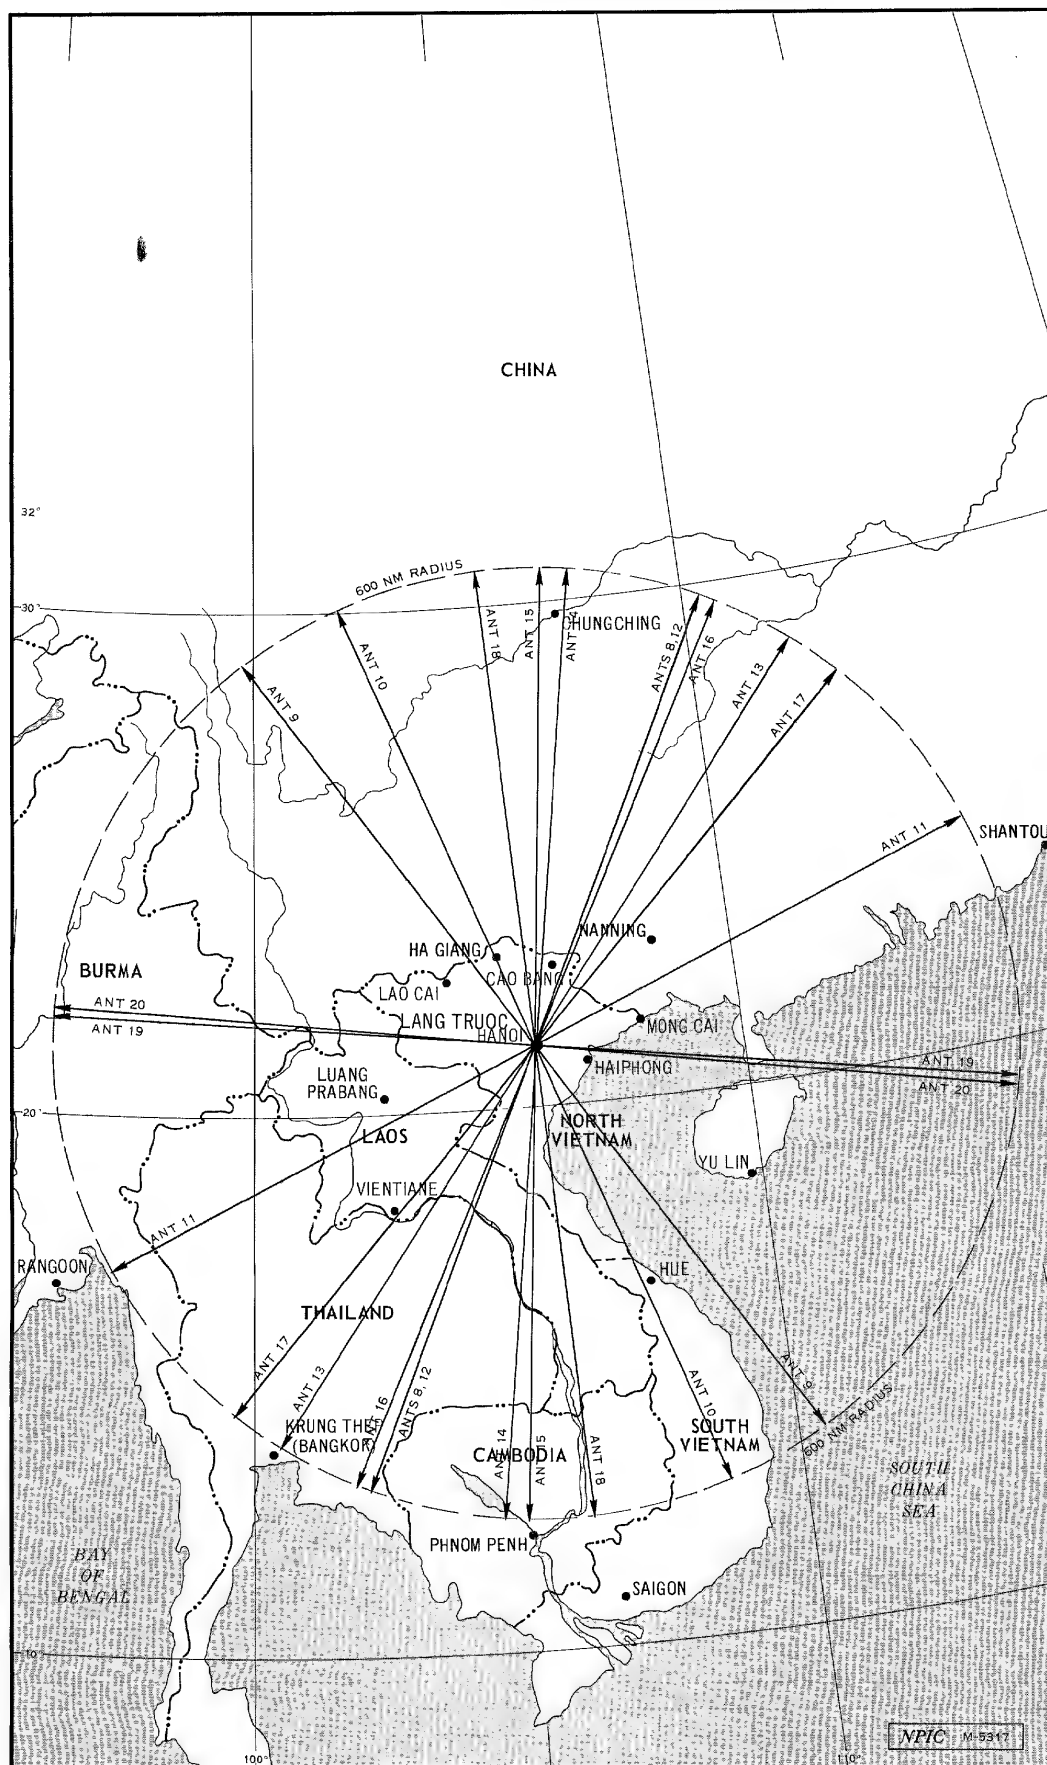 CHINA
32°
600 NM RADIUS
30°
CHUNGCHING
ANT 18
ANT 15
ANTS 8,12
ANT 16
ANT 10
ANT 13
ANT 9
ANT 17
ANT 11
SHANTOU
NANNING
HA GIANG
CAO BANG
BURMA
LAO CAI
ANT 20
LANG TRUOC
MONG CAI
ANT 19
HANOI
HAIPHONG
ANT 19
LUANG
PRABANG
ANT 20
20°
NORTH
VIETNAM
LAOS
YU LIN
VIENTIANE
ANT 11
RANGOON
HUE
THAILAND
ANT 17
ANT 13
ANT 16
ANTS 8,12
ANT 10
ANT 9
KRUNG THEP
(BANGKOK)
CAMBODIA
SOUTH
VIETNAM
600 NM RADIUS
ANT 14
ANT 15
ANT 18
SOUTH
CHINA
SEA
PHNOM PENH
BAY
OF
BENGAL
SAIGON
10°
NPIC M-5317
100°
110°